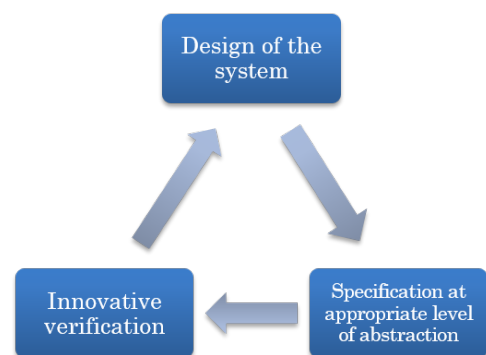 Design of the
system
Innovative
verification
Specification at
appropriate level
of abstraction